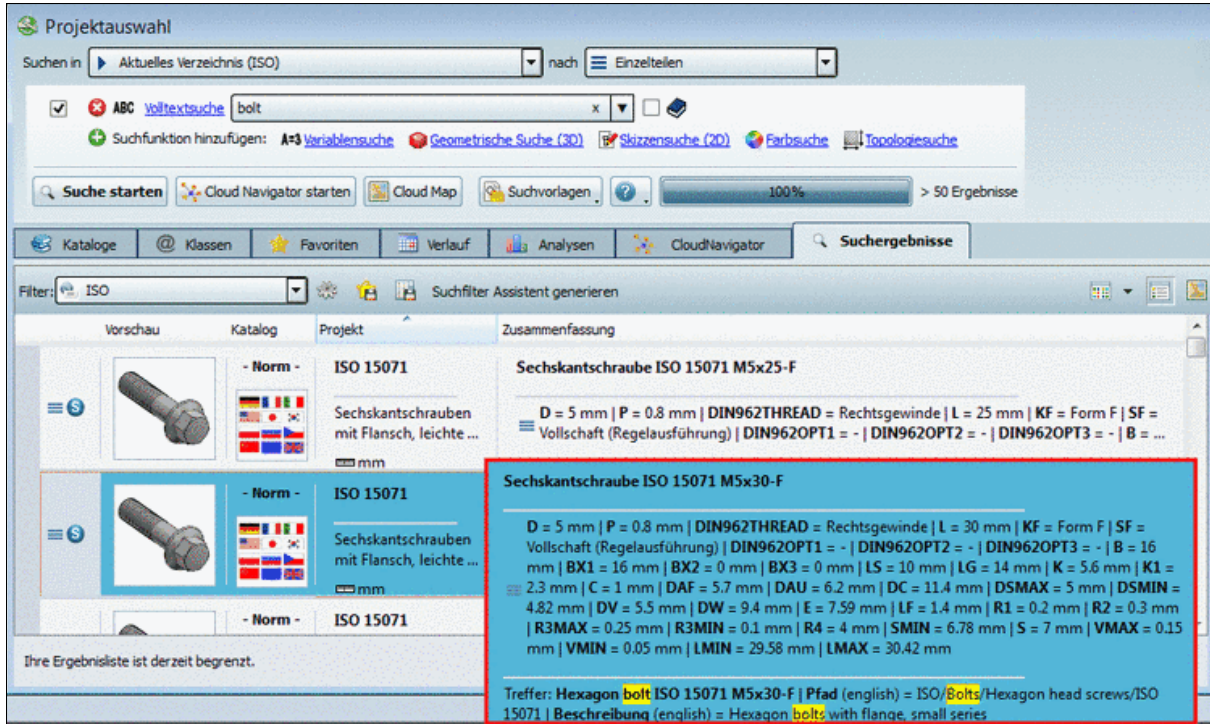 Projektauswahl
Suchen in Aktuelles Verzeichnis (ISO) nach Einzelteilen
ABC Volltextsuche bolt x
Suchfunktion hinzufügen: A=3 Variablensuche Geometrische Suche (3D) Skizzensuche (2D) Farbsuche Topologiesuche
Suche starten Cloud Navigator starten Cloud Map Suchvorlagen ? 100% > 50 Ergebnisse
Kataloge @ Klassen Favoriten Verlauf Analysen CloudNavigator Suchergebnisse
Filter: ISO Suchfilter Assistent generieren
Vorschau Katalog Projekt Zusammenfassung
S
- Norm -
ISO 15071
Sechskantschrauben
mit Flansch, leichte ...
mm
Sechskantschraube ISO 15071 M5x25-F
D = 5 mm | P = 0.8 mm | DIN962THREAD = Rechtsgewinde | L = 25 mm | KF = Form F | SF =
Vollschaft (Regelausführung) | DIN962OPT1 = - | DIN962OPT2 = - | DIN962OPT3 = - | B = ...
S
- Norm -
ISO 15071
Sechskantschrauben
mit Flansch, leichte ...
mm
Sechskantschraube ISO 15071 M5x30-F
D = 5 mm | P = 0.8 mm | DIN962THREAD = Rechtsgewinde | L = 30 mm | KF = Form F | SF =
Vollschaft (Regelausführung) | DIN962OPT1 = - | DIN962OPT2 = - | DIN962OPT3 = - | B = 16
mm | BX1 = 16 mm | BX2 = 0 mm | BX3 = 0 mm | LS = 10 mm | LG = 14 mm | K = 5.6 mm | K1 =
2.3 mm | C = 1 mm | DAF = 5.7 mm | DAU = 6.2 mm | DC = 11.4 mm | DSMAX = 5 mm | DSMIN =
4.82 mm | DV = 5.5 mm | DW = 9.4 mm | E = 7.59 mm | LF = 1.4 mm | R1 = 0.2 mm | R2 = 0.3 mm
| R3MAX = 0.25 mm | R3MIN = 0.1 mm | R4 = 4 mm | SMIN = 6.78 mm | S = 7 mm | VMAX = 0.15
mm | VMIN = 0.05 mm | LMIN = 29.58 mm | LMAX = 30.42 mm
Treffer: Hexagon bolt ISO 15071 M5x30-F | Pfad (english) = ISO/Bolts/Hexagon head screws/ISO
15071 | Beschreibung (english) = Hexagon bolts with flange, small series
- Norm -
ISO 15071
Ihre Ergebnisliste ist derzeit begrenzt.